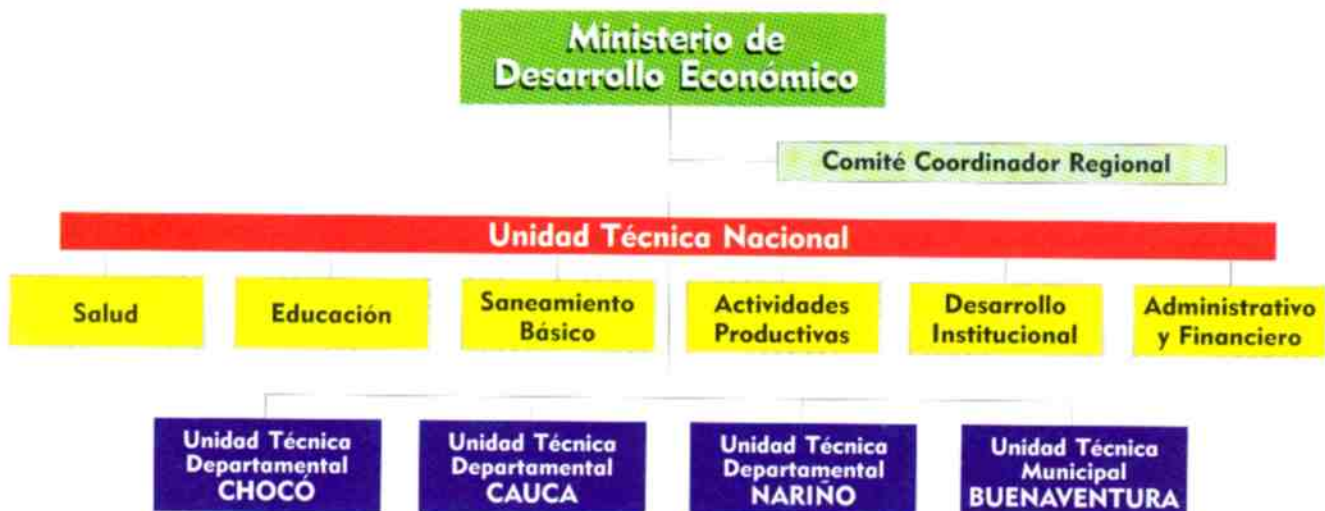 Ministerio de
Desarrollo Económico
Comité Coordinador Regional
Unidad Técnica Nacional
Salud
Educación
Saneamiento
Básico
Actividades
Productivas
Desarrollo
Institucional
Administrativo
y Financiero
Unidad Técnica
Departamental
CHOCÓ
Unidad Técnica
Departamental
CAUCA
Unidad Técnica
Departamental
NARIÑO
Unidad Técnica
Municipal
BUENAVENTURA